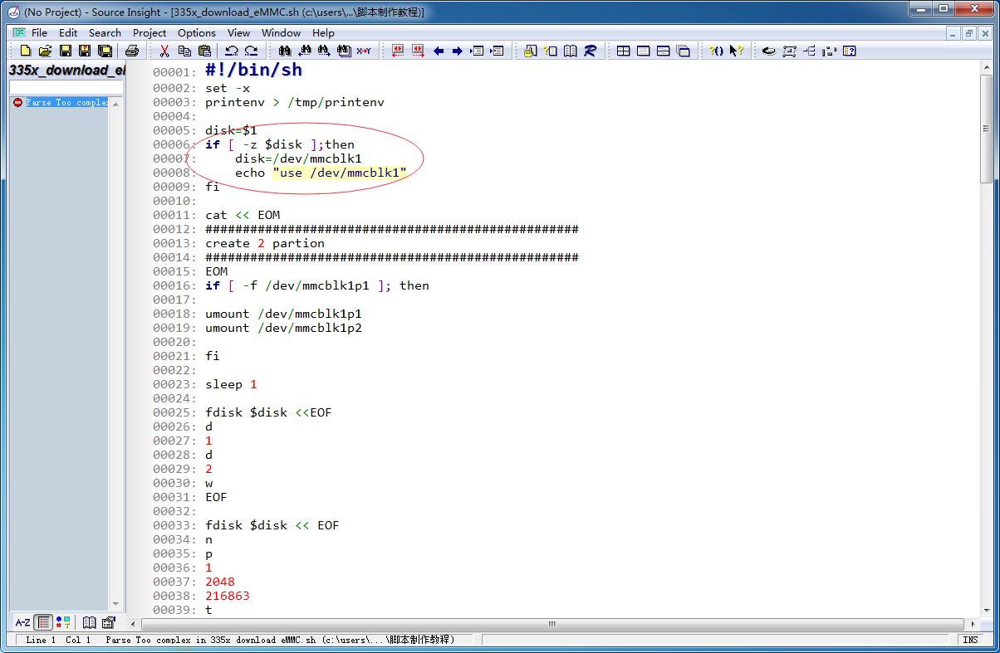 (No Project) - Source Insight - [335x_download_eMMC.sh (c:\users\...\脚本制作教程)]
File Edit Search Project Options View Window Help
335x_download_el
Parse Too complex
00001: #!/bin/sh
00002: set -x
00003: printenv > /tmp/printenv
00004:
00005: disk=$1
00006: if [ -z $disk ];then
00007: disk=/dev/mmcblk1
00008: echo "use /dev/mmcblk1"
00009: fi
00010:
00011: cat << EOM
00012: ##################################################
00013: create 2 partion
00014: ##################################################
00015: EOM
00016: if [ -f /dev/mmcblk1p1 ]; then
00017:
00018: umount /dev/mmcblk1p1
00019: umount /dev/mmcblk1p2
00020:
00021: fi
00022:
00023: sleep 1
00024:
00025: fdisk $disk <<EOF
00026: d
00027: 1
00028: d
00029: 2
00030: w
00031: EOF
00032:
00033: fdisk $disk << EOF
00034: n
00035: p
00036: 1
00037: 2048
00038: 216863
00039: t
A-Z
Line 1 Col 1 Parse Too complex in 335x_download_eMMC.sh (c:\users\...\脚本制作教程)
INS